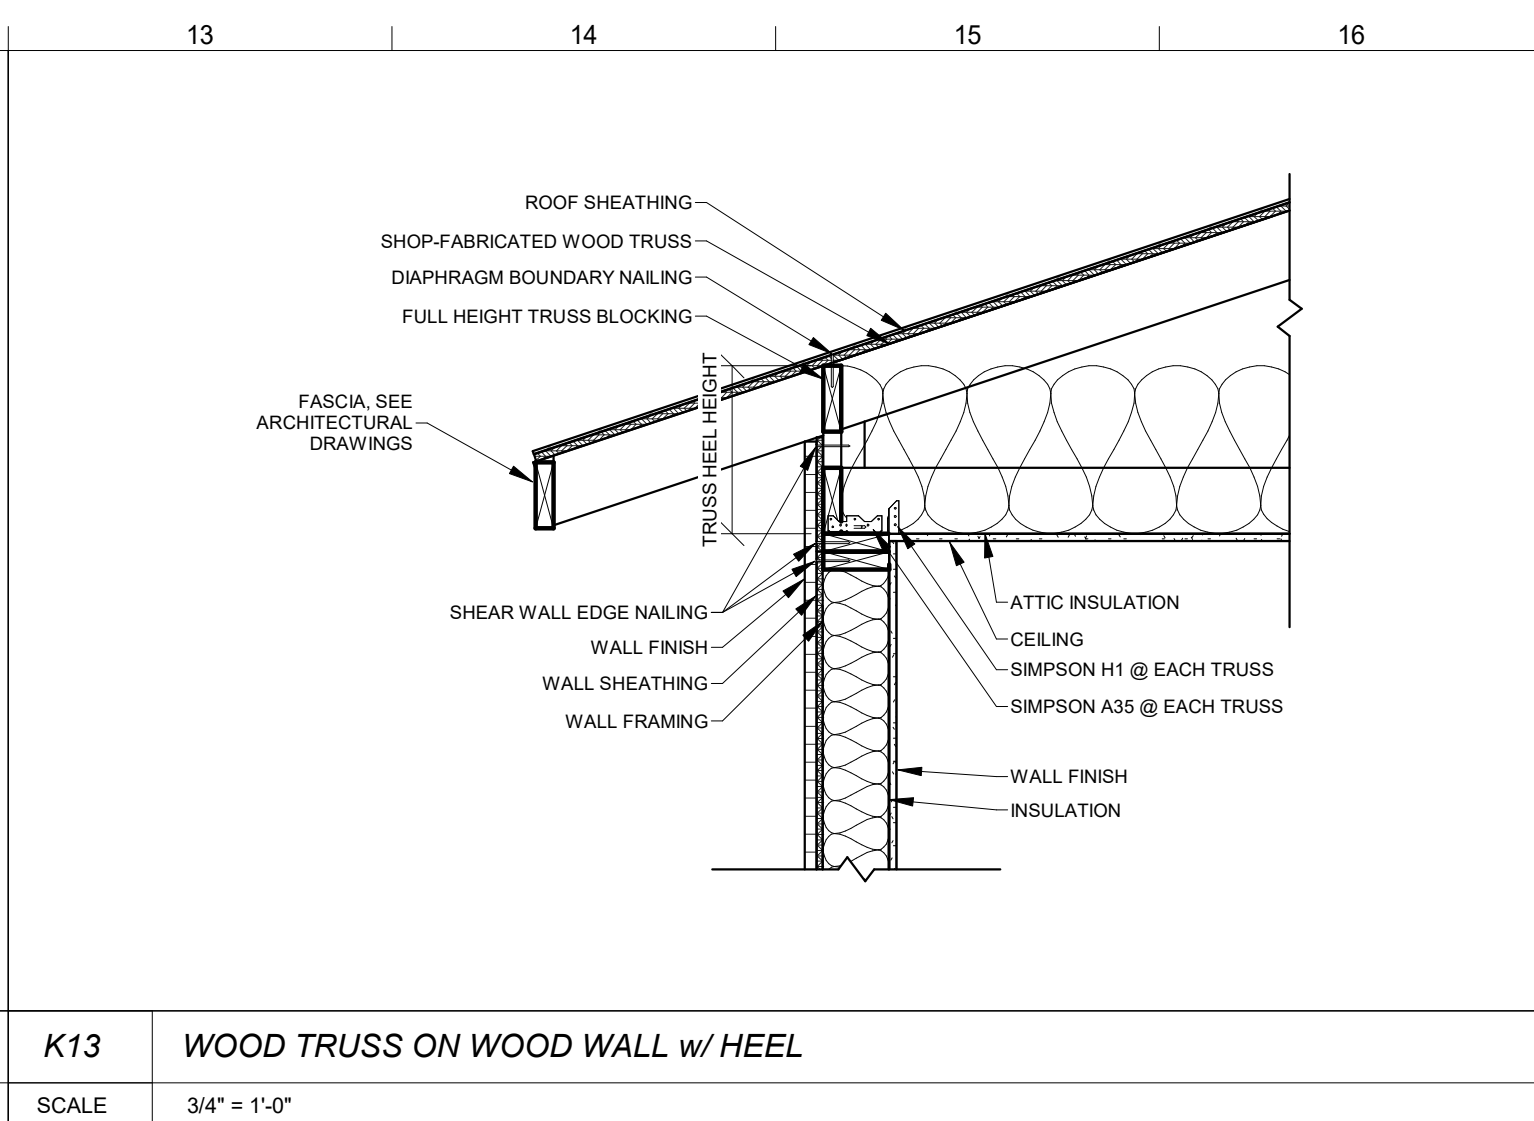 13
14
15
16
ROOF SHEATHING
SHOP-FABRICATED WOOD TRUSS
DIAPHRAGM BOUNDARY NAILING
FULL HEIGHT TRUSS BLOCKING
TRUSS HEEL HEIGHT
FASCIA, SEE
ARCHITECTURAL
DRAWINGS
SHEAR WALL EDGE NAILING
WALL FINISH
WALL SHEATHING
WALL FRAMING
ATTIC INSULATION
CEILING
SIMPSON H1 @ EACH TRUSS
SIMPSON A35 @ EACH TRUSS
WALL FINISH
INSULATION
K13
WOOD TRUSS ON WOOD WALL w/ HEEL
SCALE
3/4" = 1'-0"